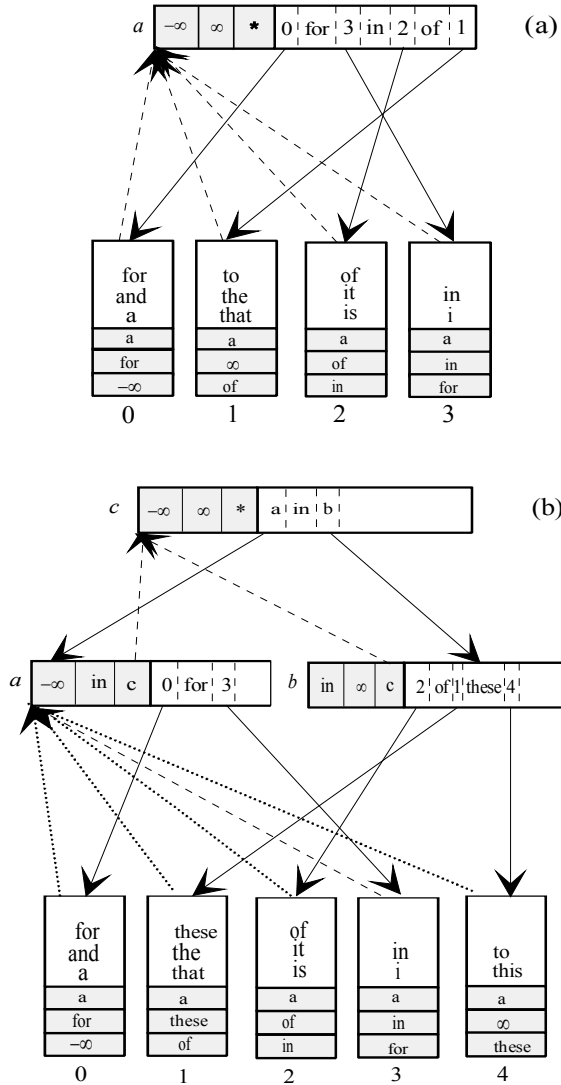 (a)
a −∞ ∞ * 0 for 3 in 2 of 1
for to of in
and the it i
a that is
a a a a
for ∞ of in
−∞ of in for
0 1 2 3
(b)
c −∞ ∞ * a in b
a −∞ in c 0 for 3 b in ∞ c 2 of 1 these 4
for these of in to
and the it i this
a that is
a a a a a
for these of in ∞
−∞ of in for these
0 1 2 3 4